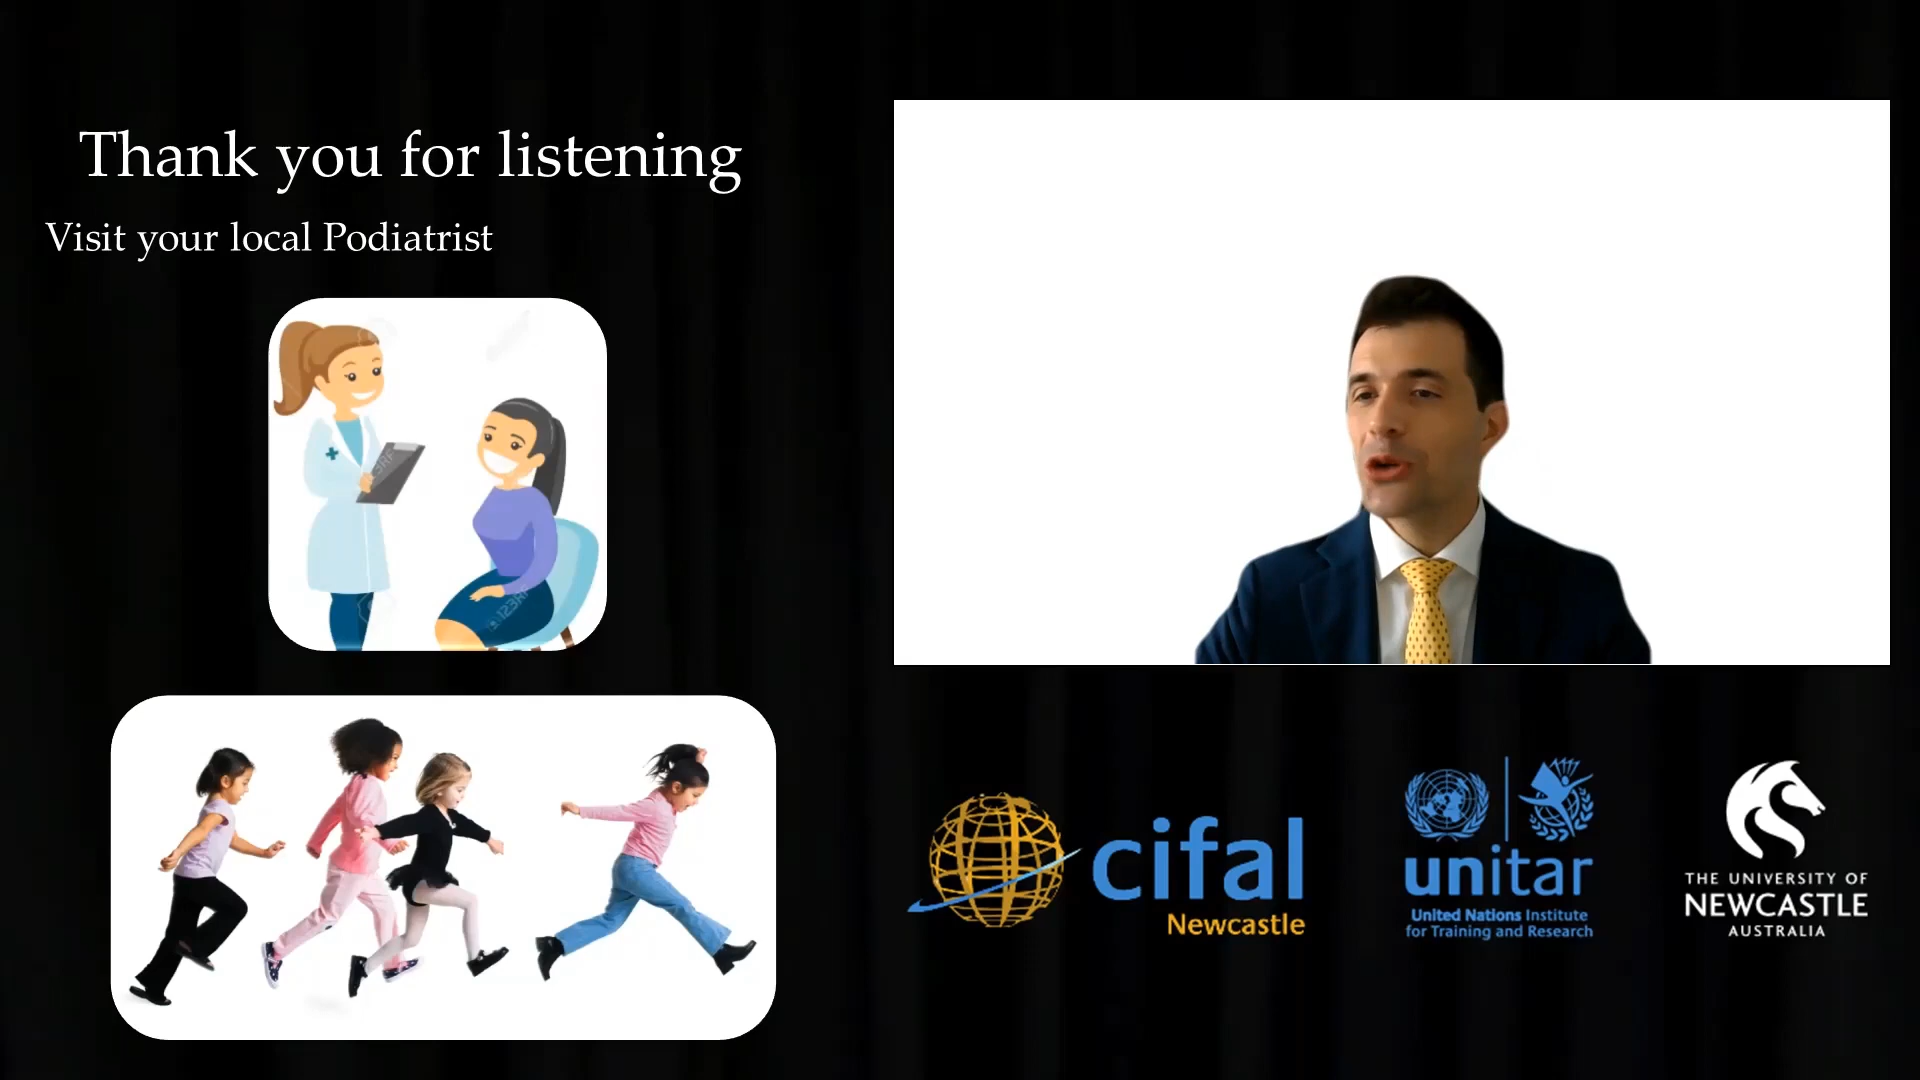 Thank you for listening
Visit your local Podiatrist
123RF
cifal
Newcastle
unitar
United Nations Institute
for Training and Research
THE UNIVERSITY OF
NEWCASTLE
AUSTRALIA